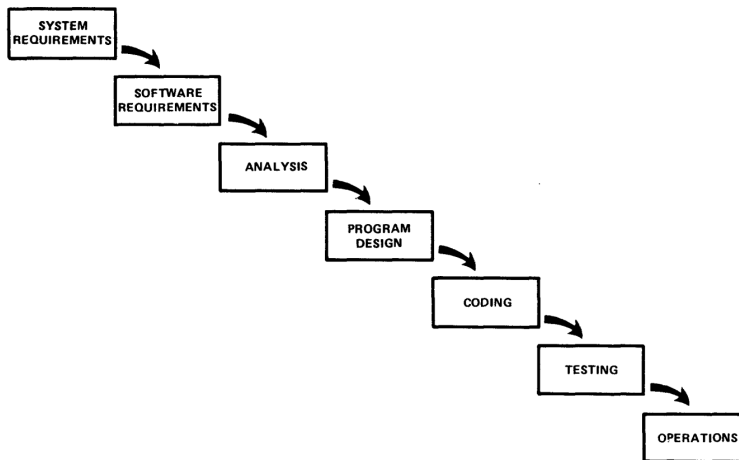 SYSTEM
REQUIREMENTS
SOFTWARE
REQUIREMENTS
ANALYSIS
PROGRAM
DESIGN
CODING
TESTING
OPERATIONS